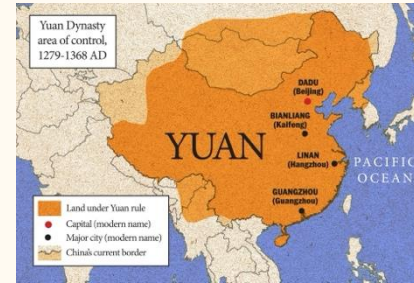 Yuan Dynasty
area of control,
1279-1368 AD
DADU
(Beijing)
BIANLIANG
(Kaifeng)
YUAN
LINAN
(Hangzhou)
PACIFIC
OCEAN
GUANGZHOU
(Guangzhou)
Land under Yuan rule
Capital (modern name)
Major city (modern name)
China's current border